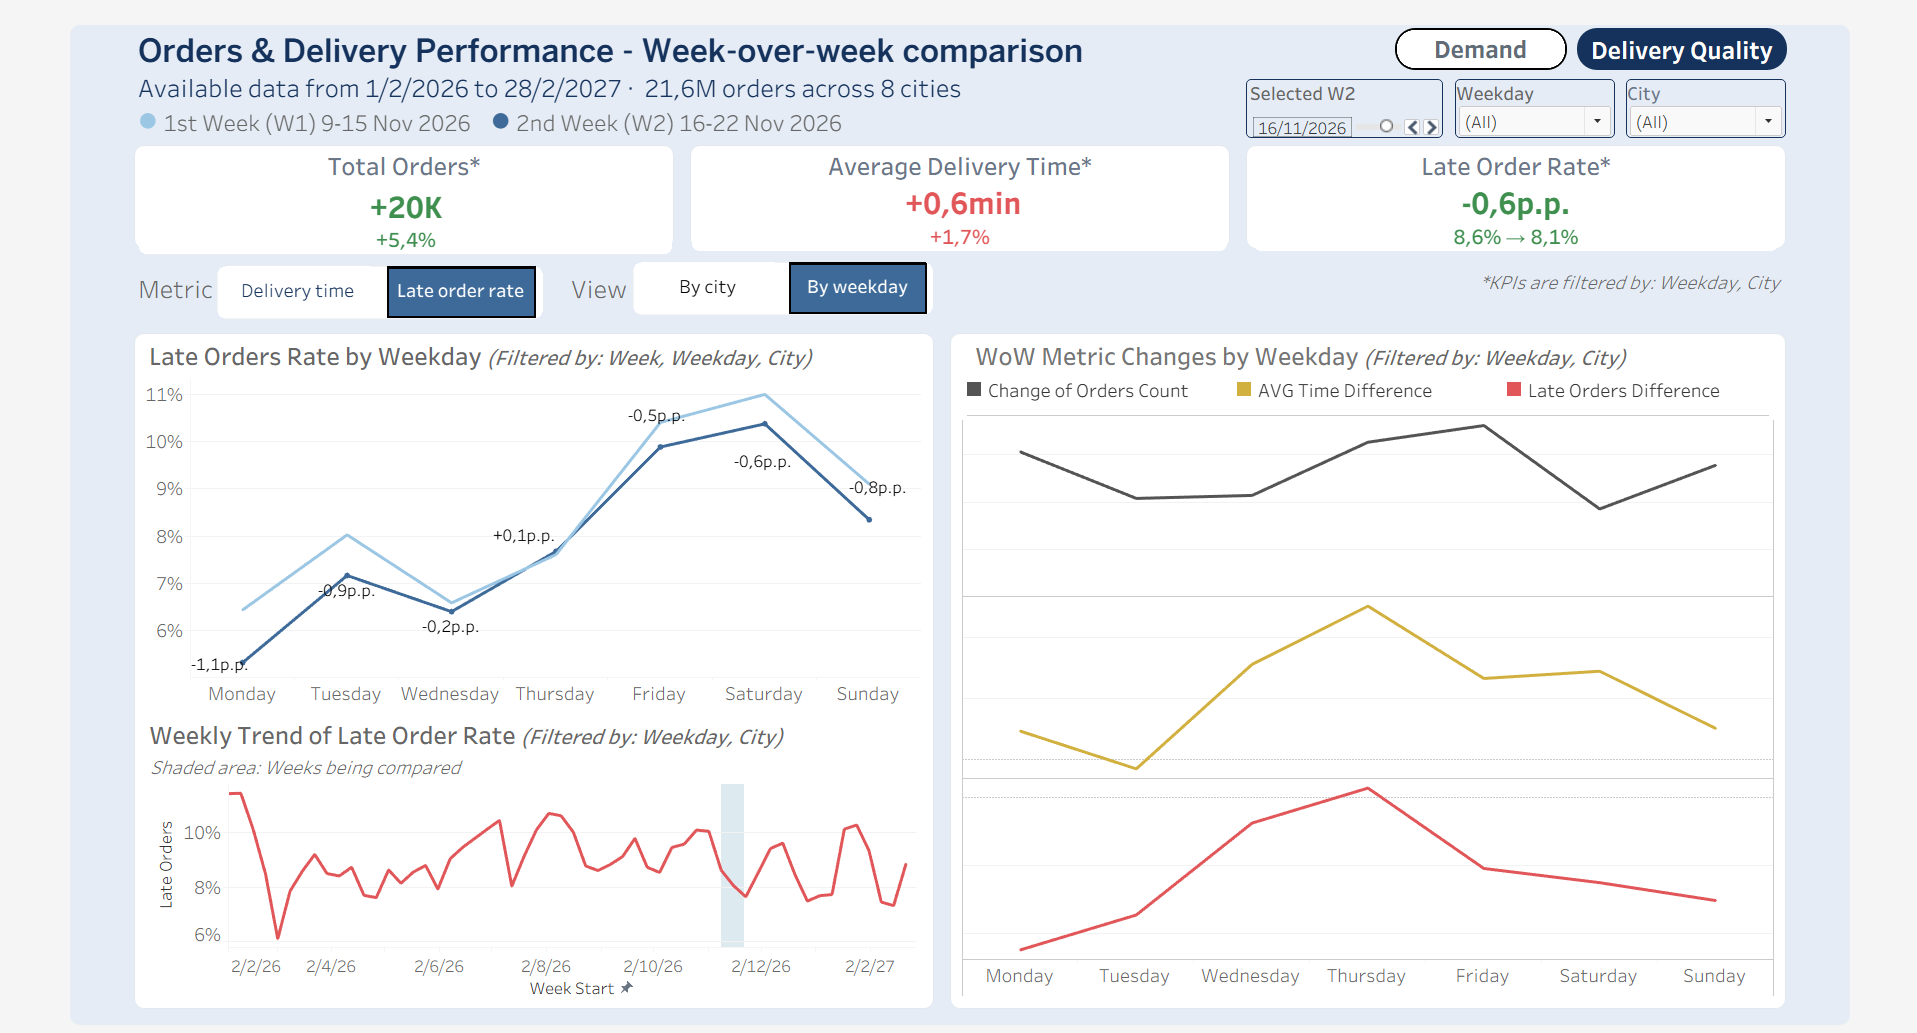 Orders & Delivery Performance - Week-over-week comparison
Demand
Delivery Quality
Available data from 1/2/2026 to 28/2/2027 · 21,6M orders across 8 cities
1st Week (W1) 9-15 Nov 2026
2nd Week (W2) 16-22 Nov 2026
Selected W2
16/11/2026
Weekday
(All)
City
(All)
Total Orders*
+20K
+5,4%
Average Delivery Time*
+0,6min
+1,7%
Late Order Rate*
-0,6p.p.
8,6% → 8,1%
Metric
Delivery time
Late order rate
View
By city
By weekday
*KPIs are filtered by: Weekday, City
Late Orders Rate by Weekday (Filtered by: Week, Weekday, City)
11%
10%
9%
8%
7%
6%
-1,1p.p.
-0,9p.p.
-0,2p.p.
+0,1p.p.
-0,5p.p.
-0,6p.p.
-0,8p.p.
Monday
Tuesday
Wednesday
Thursday
Friday
Saturday
Sunday
Weekly Trend of Late Order Rate (Filtered by: Weekday, City)
Shaded area: Weeks being compared
Late Orders
10%
8%
6%
2/2/26
2/4/26
2/6/26
2/8/26
2/10/26
2/12/26
2/2/27
Week Start
WoW Metric Changes by Weekday (Filtered by: Weekday, City)
Change of Orders Count
AVG Time Difference
Late Orders Difference
Monday
Tuesday
Wednesday
Thursday
Friday
Saturday
Sunday